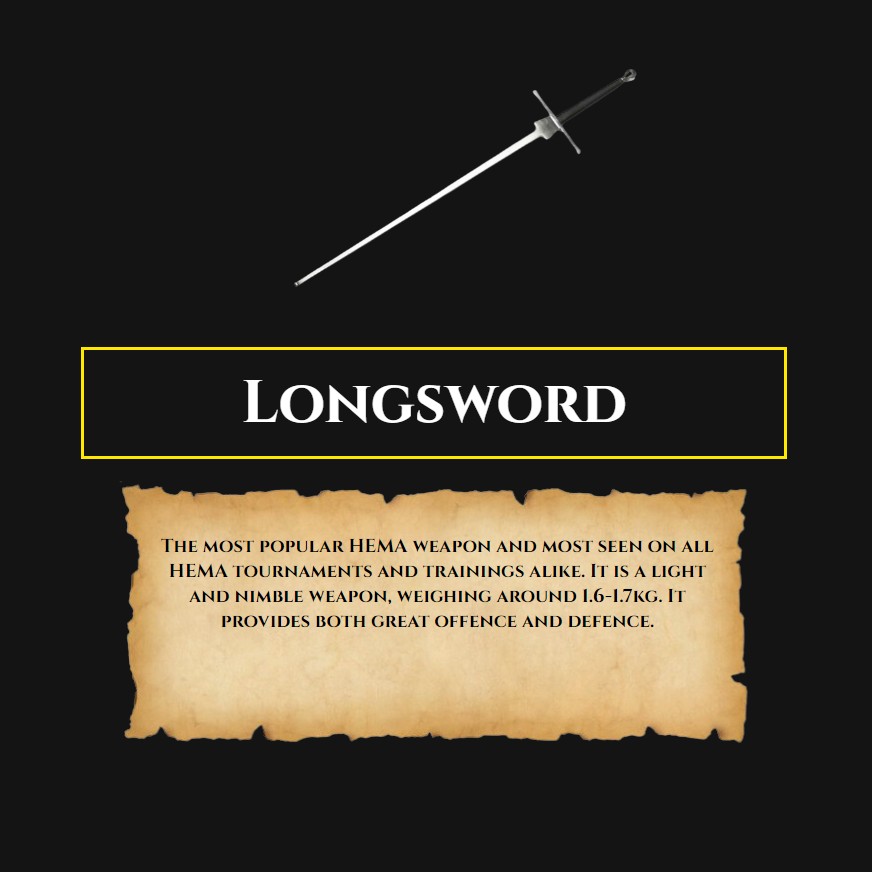 Longsword
The most popular HEMA weapon and most seen on all
HEMA tournaments and trainings alike. It is a light
and nimble weapon, weighing around 1.6-1.7kg. It
provides both great offence and defence.